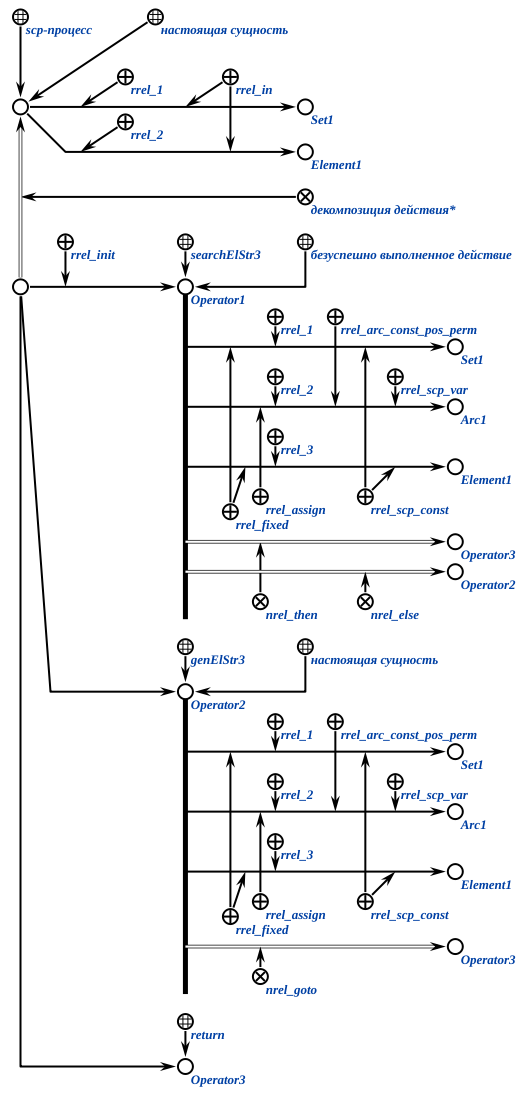 scp-процесс
настоящая сущность
rrel_1
rrel_in
Set1
rrel_2
Element1
декомпозиция действия*
rrel_init
searchElStr3
безуспешно выполненное действие
Operator1
rrel_1
rrel_arc_const_pos_perm
Set1
rrel_2
rrel_scp_var
Arc1
rrel_3
Element1
rrel_assign
rrel_scp_const
rrel_fixed
Operator3
Operator2
nrel_then
nrel_else
genElStr3
настоящая сущность
Operator2
rrel_1
rrel_arc_const_pos_perm
Set1
rrel_2
rrel_scp_var
Arc1
rrel_3
Element1
rrel_assign
rrel_scp_const
rrel_fixed
Operator3
nrel_goto
return
Operator3